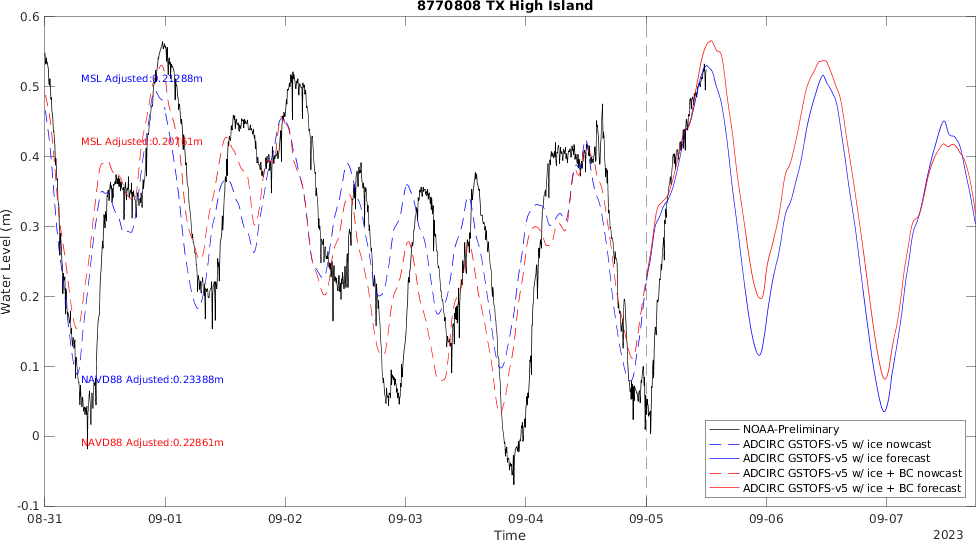 8770808 TX High Island
0.6
0.5
0.4
0.3
0.2
0.1
0
-0.1
Water Level (m)
MSL Adjusted:0.21288m
MSL Adjusted:0.20761m
NAVD88 Adjusted:0.23388m
NAVD88 Adjusted:0.22861m
NOAA-Preliminary
ADCIRC GSTOFS-v5 w/ ice nowcast
ADCIRC GSTOFS-v5 w/ ice forecast
ADCIRC GSTOFS-v5 w/ ice + BC nowcast
ADCIRC GSTOFS-v5 w/ ice + BC forecast
08-31 09-01 09-02 09-03 09-04 09-05 09-06 09-07
Time
2023